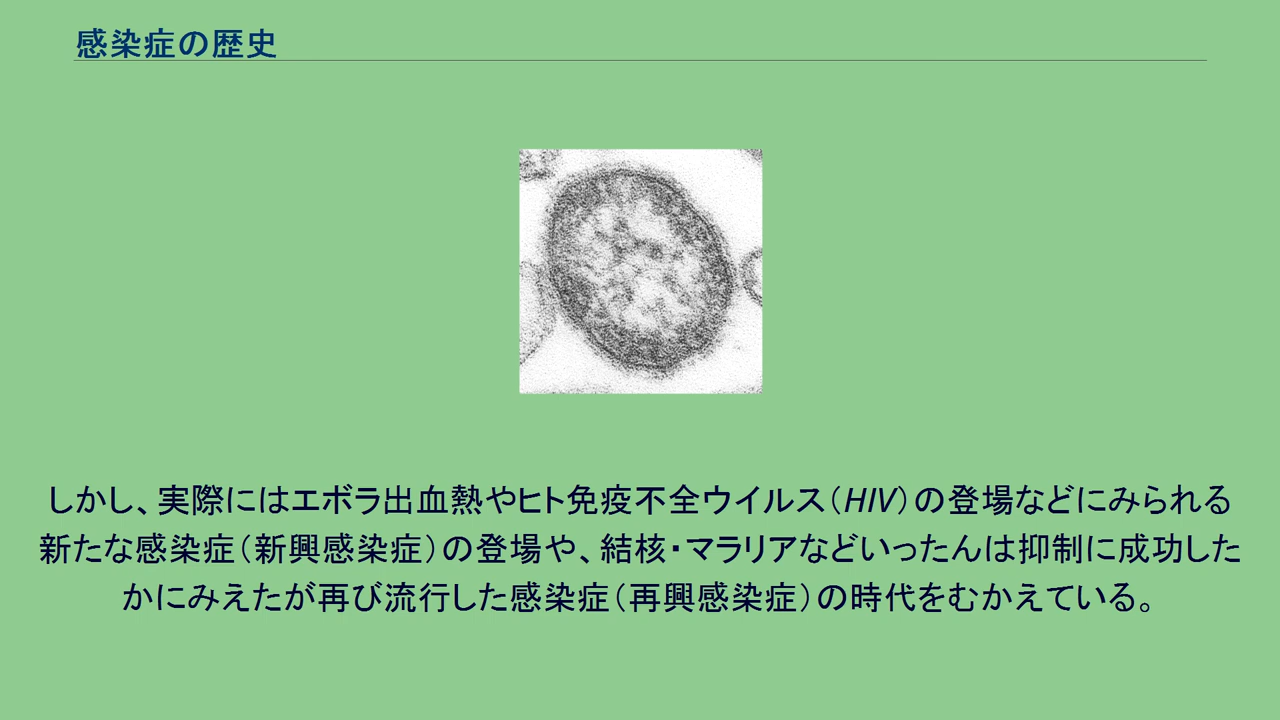 感染症の歴史
しかし、実際にはエボラ出血熱やヒト免疫不全ウイルス（HIV）の登場などにみられる
新たな感染症（新興感染症）の登場や、結核・マラリアなどいったんは抑制に成功した
かにみえたが再び流行した感染症（再興感染症）の時代をむかえている。